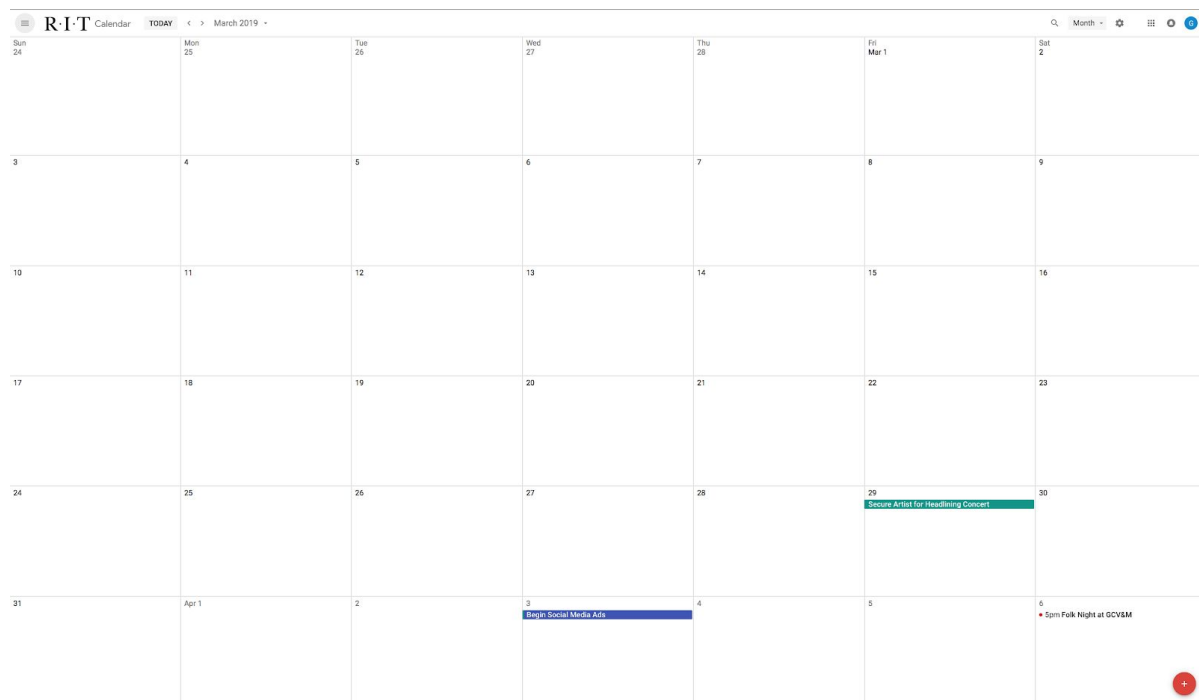 R·I·T Calendar TODAY < > March 2019 Month G
Sun Mon Tue Wed Thu Fri Sat
24 25 26 27 28 Mar 1 2
3 4 5 6 7 8 9
10 11 12 13 14 15 16
17 18 19 20 21 22 23
24 25 26 27 28 29 30
Secure Artist for Headlining Concert
31 Apr 1 2 3 4 5 6
Begin Social Media Ads 5pm Folk Night at GCV&M
+